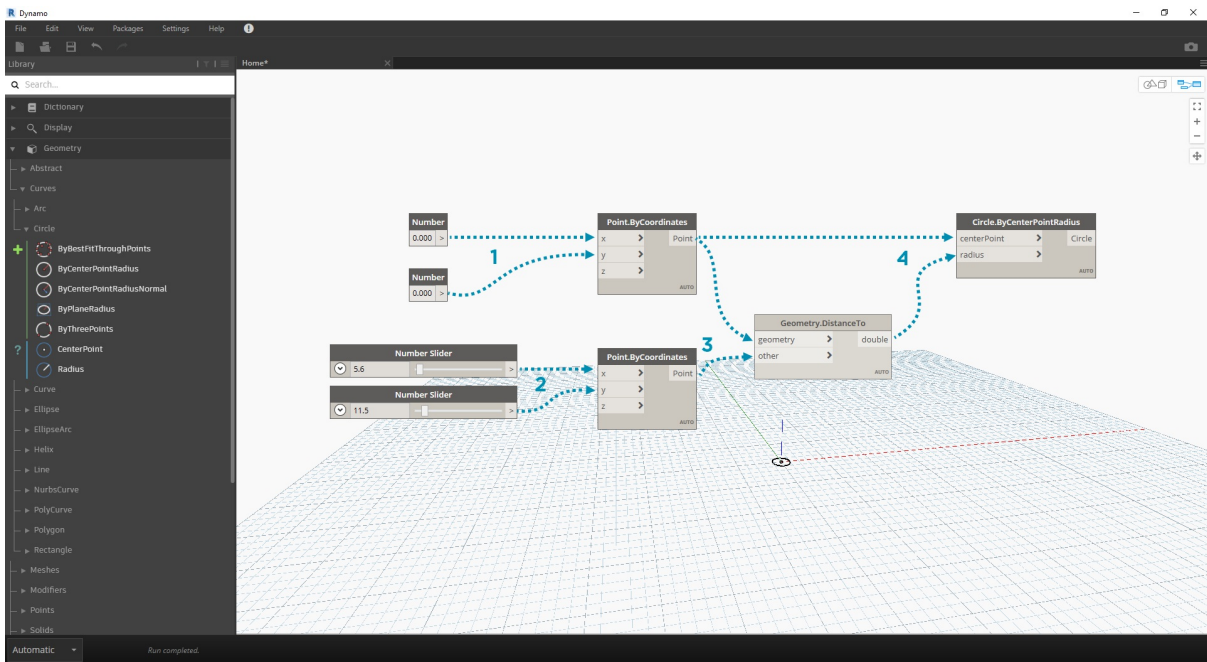 Dynamo
File Edit View Packages Settings Help
Library
Home*
Search...
Dictionary
Display
Geometry
Abstract
Curves
Arc
Circle
ByBestFitThroughPoints
ByCenterPointRadius
ByCenterPointRadiusNormal
ByPlaneRadius
ByThreePoints
? CenterPoint
Radius
Curve
Ellipse
EllipseArc
Helix
Line
NurbsCurve
PolyCurve
Polygon
Rectangle
Meshes
Modifiers
Points
Solids
Number
0.000 >
Number
0.000 >
1
Point.ByCoordinates
x > Point
y >
z >
AUTO
Number Slider
5.6 >
Number Slider
11.5 >
2
Point.ByCoordinates
x > Point
y >
z >
AUTO
3
Geometry.DistanceTo
geometry > double
other >
AUTO
4
Circle.ByCenterPointRadius
centerPoint > Circle
radius >
AUTO
Automatic
Run completed.